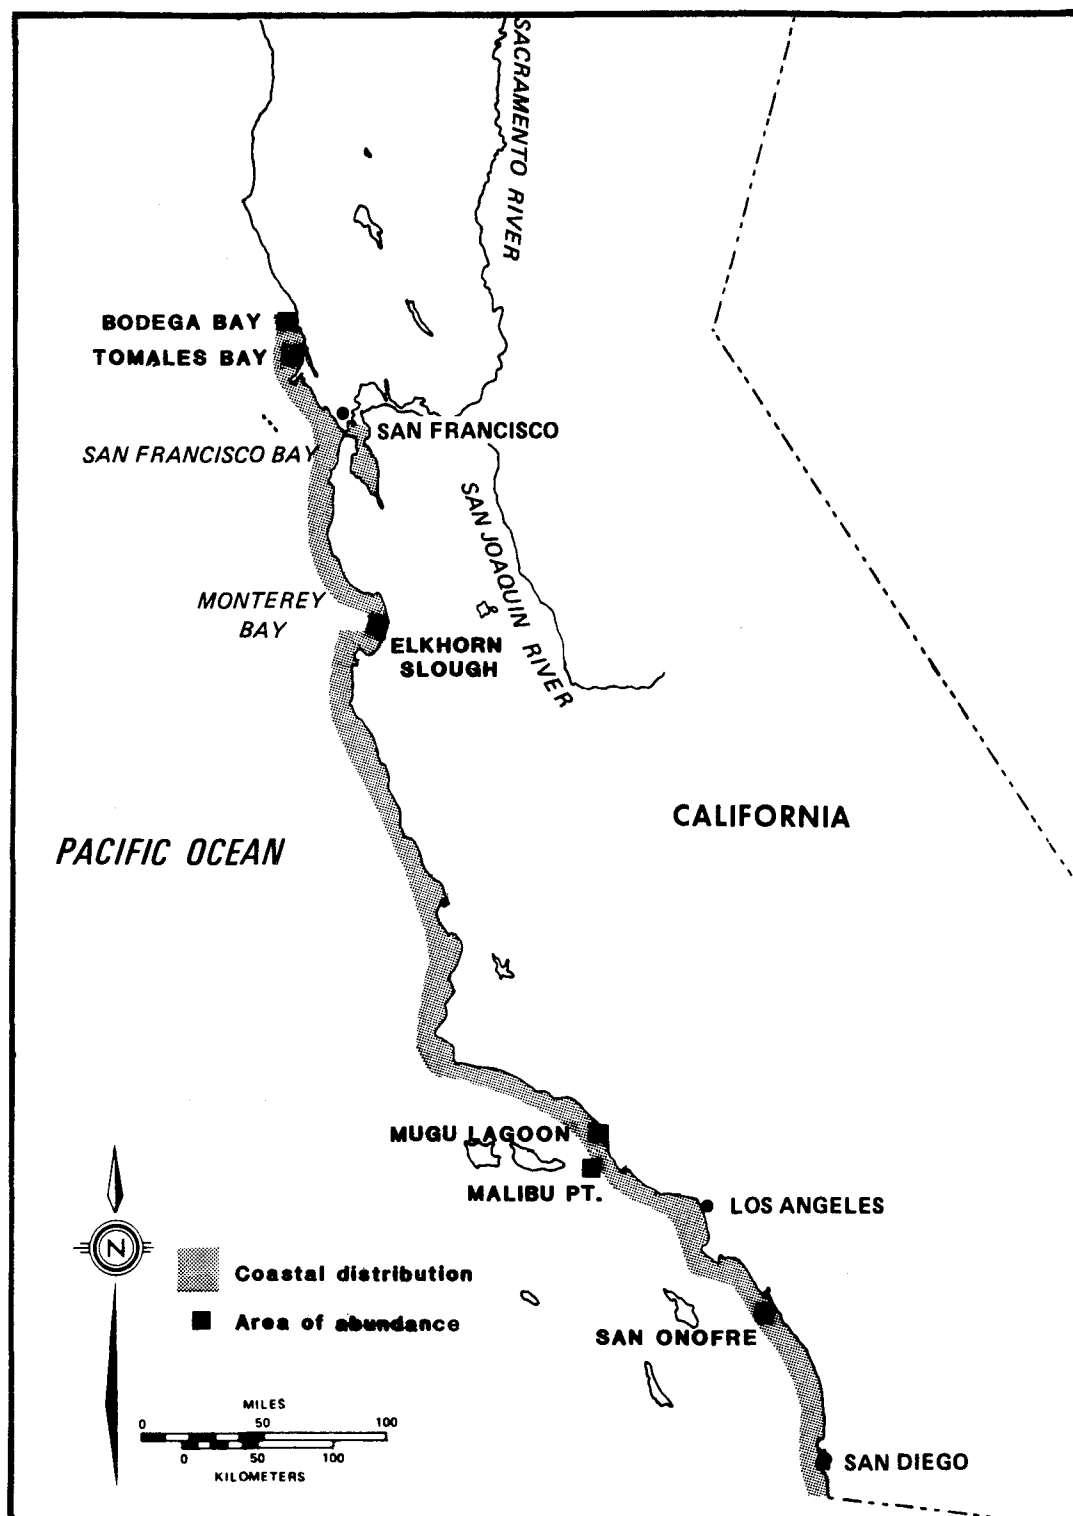 SACRAMENTO RIVER
BODEGA BAY
TOMALES BAY
SAN FRANCISCO
SAN FRANCISCO BAY
SAN JOAQUIN RIVER
MONTEREY
BAY
ELKHORN
SLOUGH
CALIFORNIA
PACIFIC OCEAN
MUGU LAGOON
MALIBU PT.
LOS ANGELES
N
Coastal distribution
Area of abundance
SAN ONOFRE
MILES
0 50 100
0 50 100
KILOMETERS
SAN DIEGO